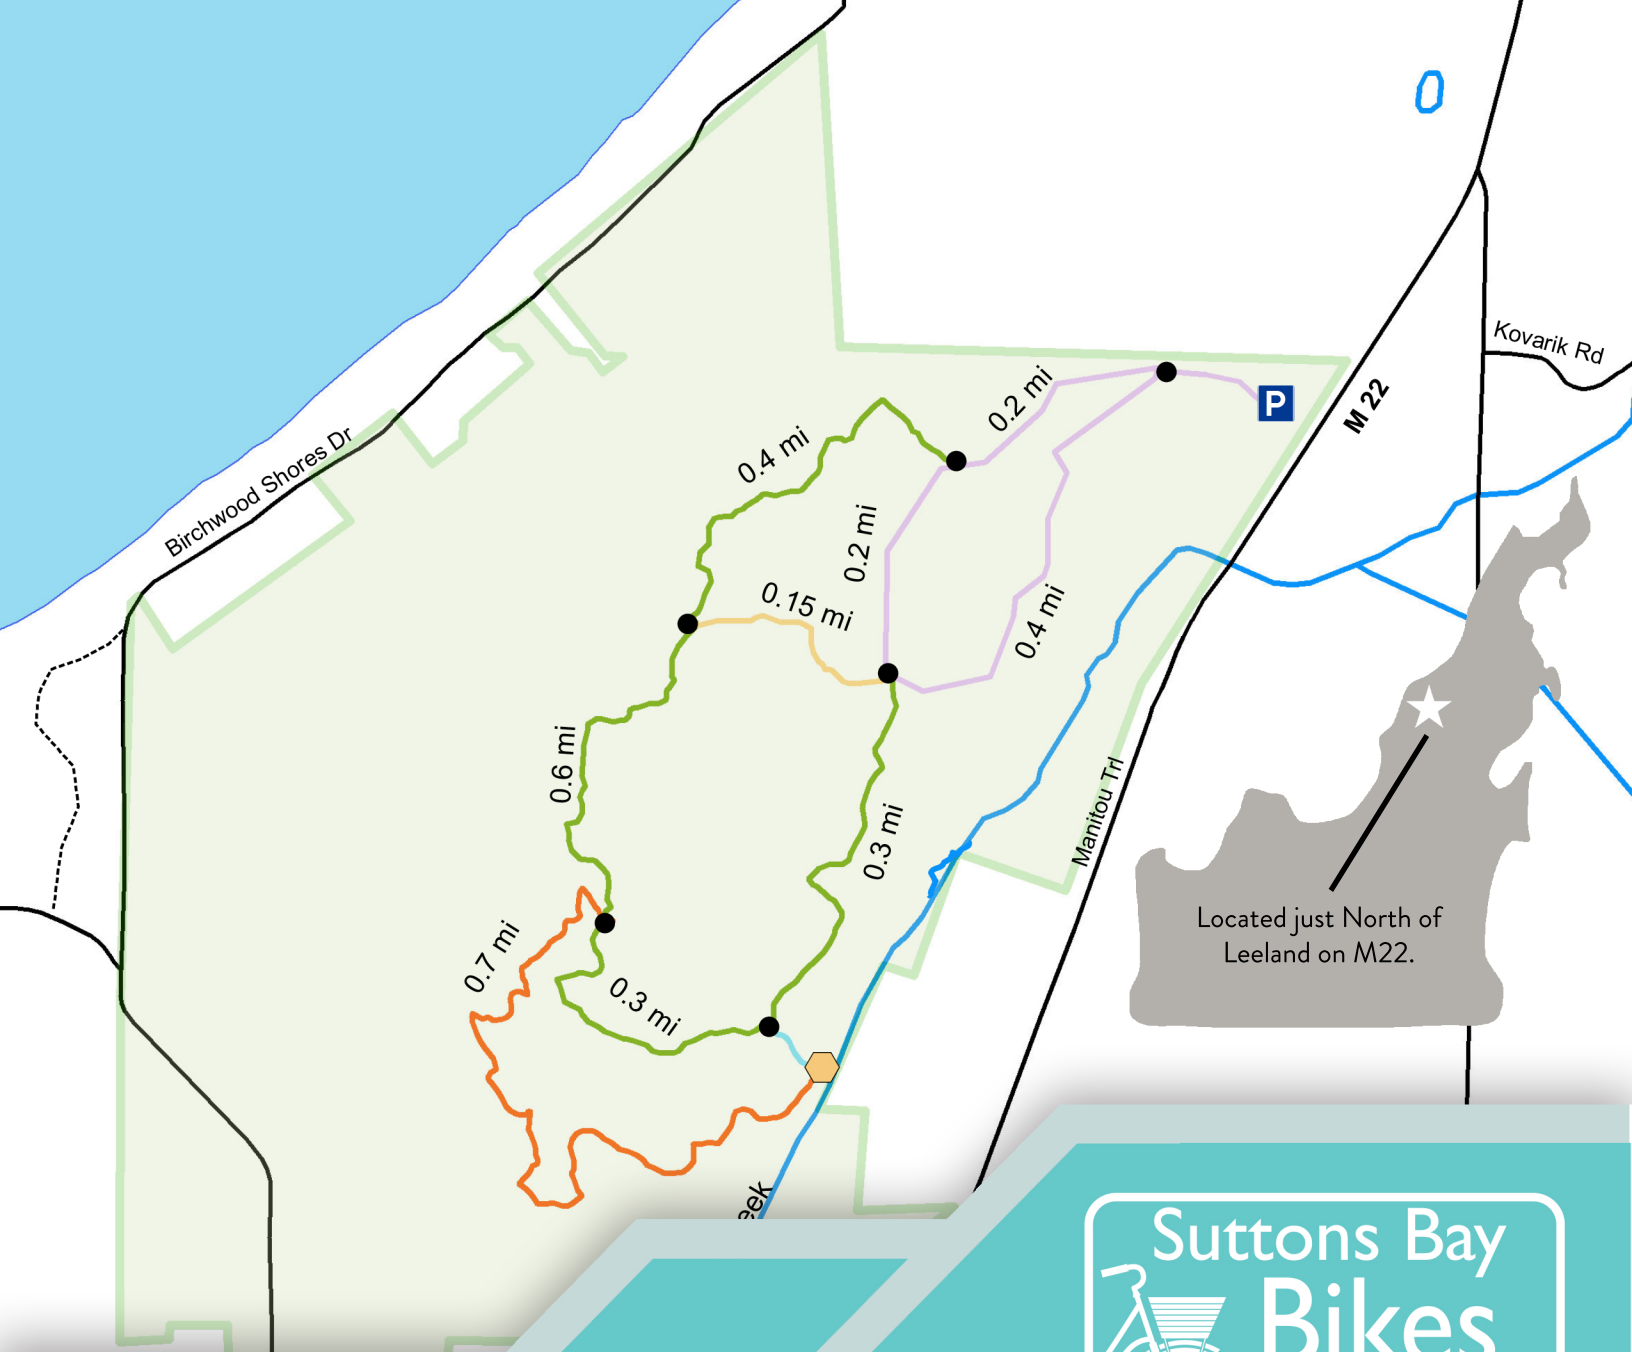 Kovarik Rd
M 22
P
0.2 mi
0.4 mi
Birchwood Shores Dr
0.2 mi
0.15 mi
0.4 mi
0.6 mi
0.3 mi
Manitou Trl
0.7 mi
0.3 mi
Located just North of
Leeland on M22.
eek
Suttons Bay
Bikes